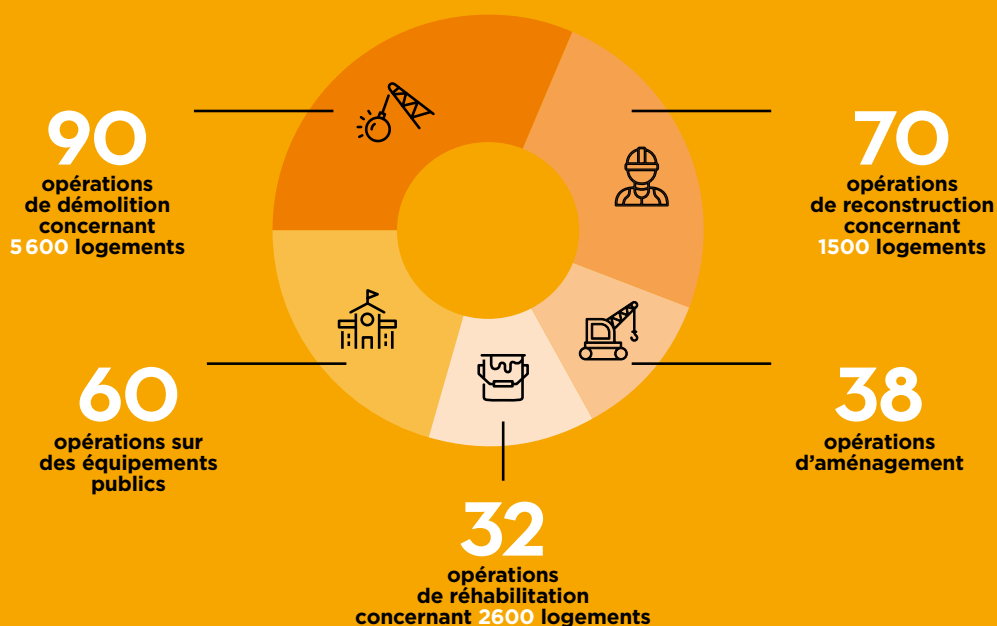 90
opérations
de démolition
concernant
5 600 logements
70
opérations
de reconstruction
concernant
1500 logements
60
opérations sur
des équipements
publics
38
opérations
d’aménagement
32
opérations
de réhabilitation
concernant 2600 logements